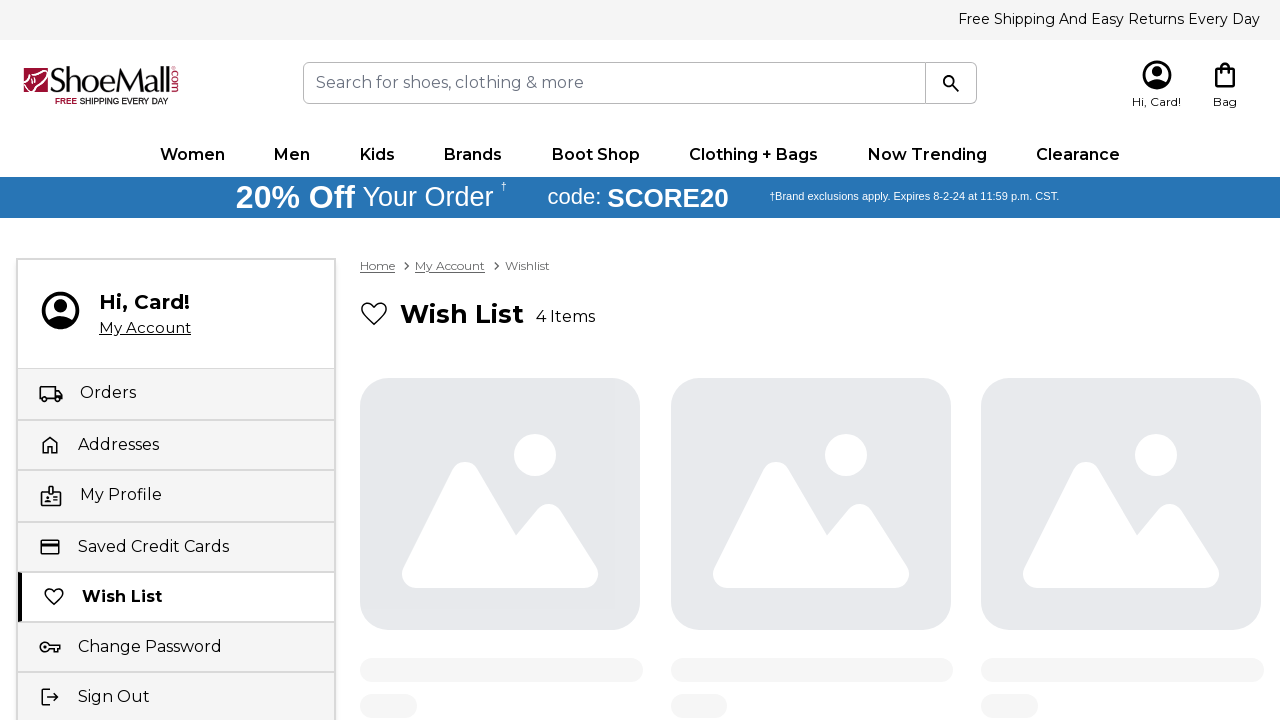 Free Shipping And Easy Returns Every Day
ShoeMall.com
FREE SHIPPING EVERY DAY
Search for shoes, clothing & more
Hi, Card!
Bag
Women Men Kids Brands Boot Shop Clothing + Bags Now Trending Clearance
20% Off Your Order † code: SCORE20 †Brand exclusions apply. Expires 8-2-24 at 11:59 p.m. CST.
Hi, Card!
My Account
Orders
Addresses
My Profile
Saved Credit Cards
Wish List
Change Password
Sign Out
Home > My Account > Wishlist
Wish List 4 Items